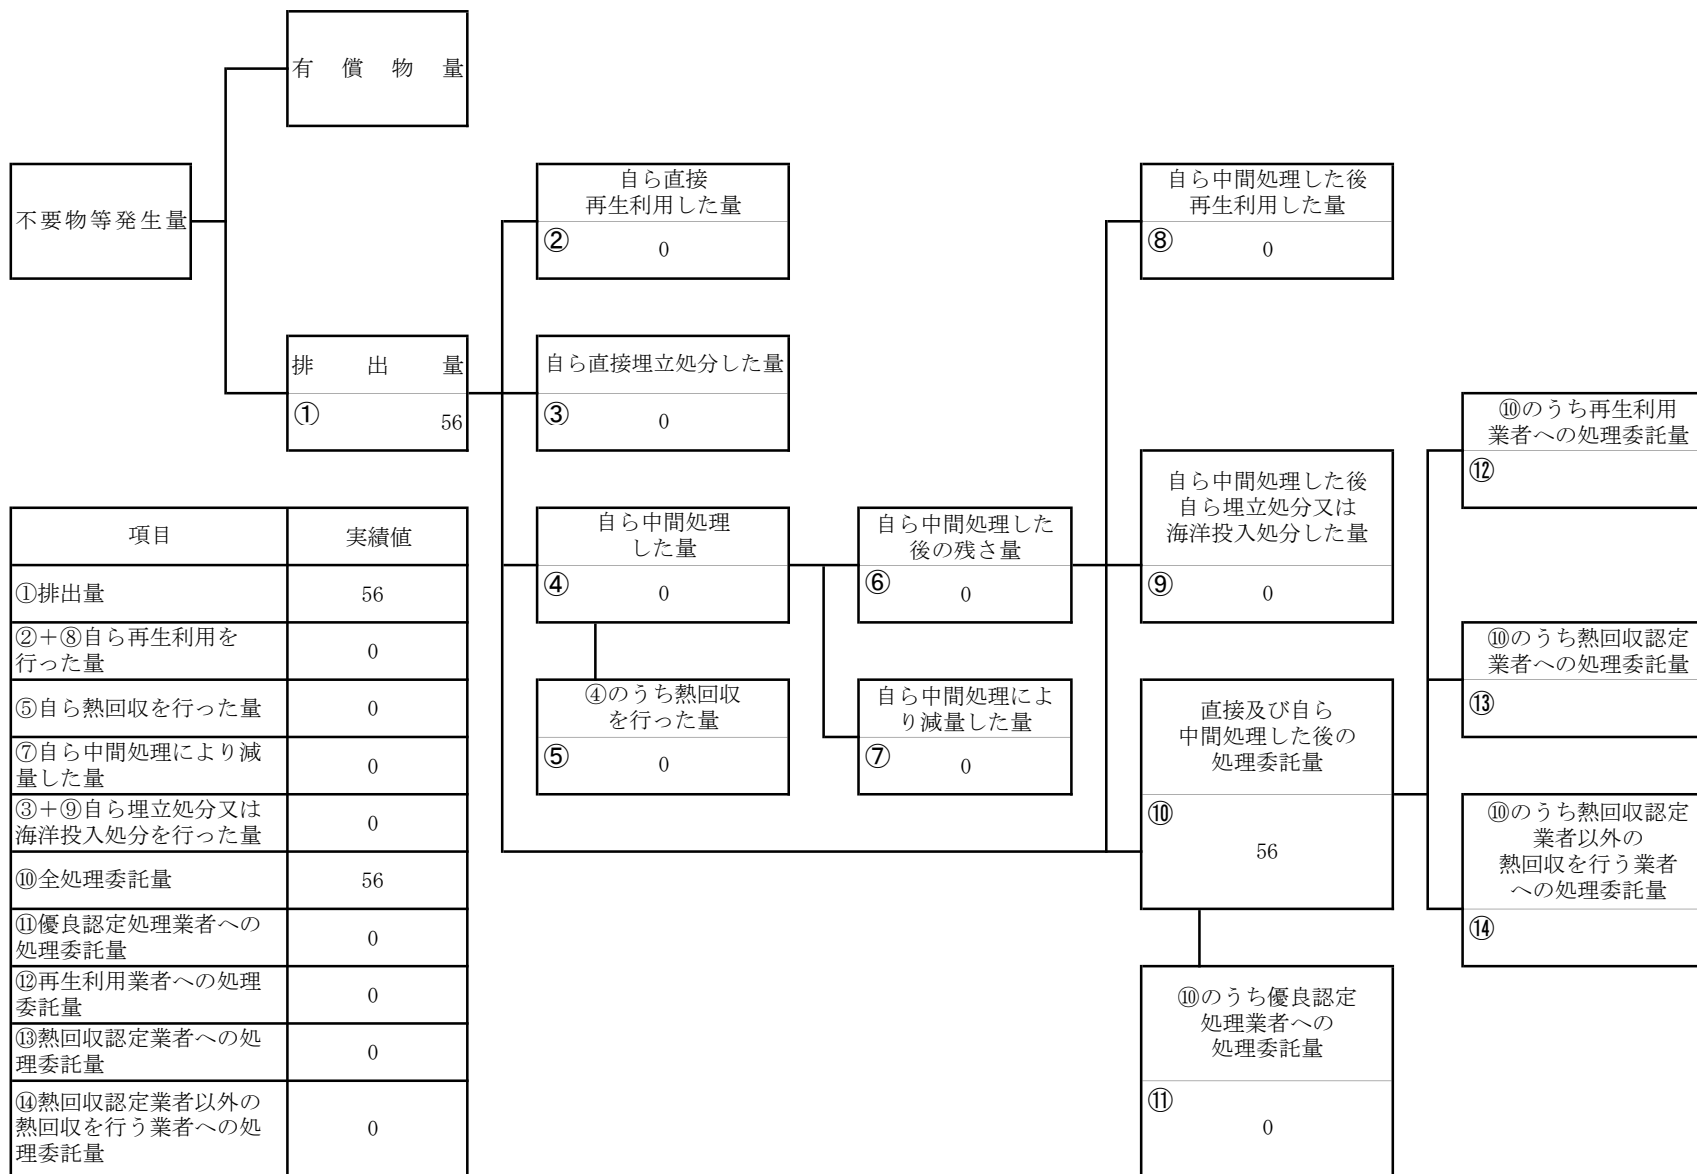 有償物量
不要物等発生量
自ら直接
再生利用した量
②
0
自ら中間処理した後
再生利用した量
⑧
0
排出量
①
56
自ら直接埋立処分した量
③
0
⑩のうち再生利用
業者への処理委託量
⑫
自ら中間処理
した量
④
0
自ら中間処理した
後の残さ量
⑥
0
自ら中間処理した後
自ら埋立処分又は
海洋投入処分した量
⑨
0
⑩のうち熱回収認定
業者への処理委託量
⑬
④のうち熱回収
を行った量
⑤
0
自ら中間処理によ
り減量した量
⑦
0
直接及び自ら
中間処理した後の
処理委託量
⑩
56
⑩のうち熱回収認定
業者以外の
熱回収を行う業者
への処理委託量
⑭
⑩のうち優良認定
処理業者への
処理委託量
⑪
0
項目 実績値
①排出量 56
②+⑧自ら再生利用を
行った量 0
⑤自ら熱回収を行った量 0
⑦自ら中間処理により減
量した量 0
③+⑨自ら埋立処分又は
海洋投入処分を行った量 0
⑩全処理委託量 56
⑪優良認定処理業者への
処理委託量 0
⑫再生利用業者への処理
委託量 0
⑬熱回収認定業者への処
理委託量 0
⑭熱回収認定業者以外の
熱回収を行う業者への処
理委託量 0